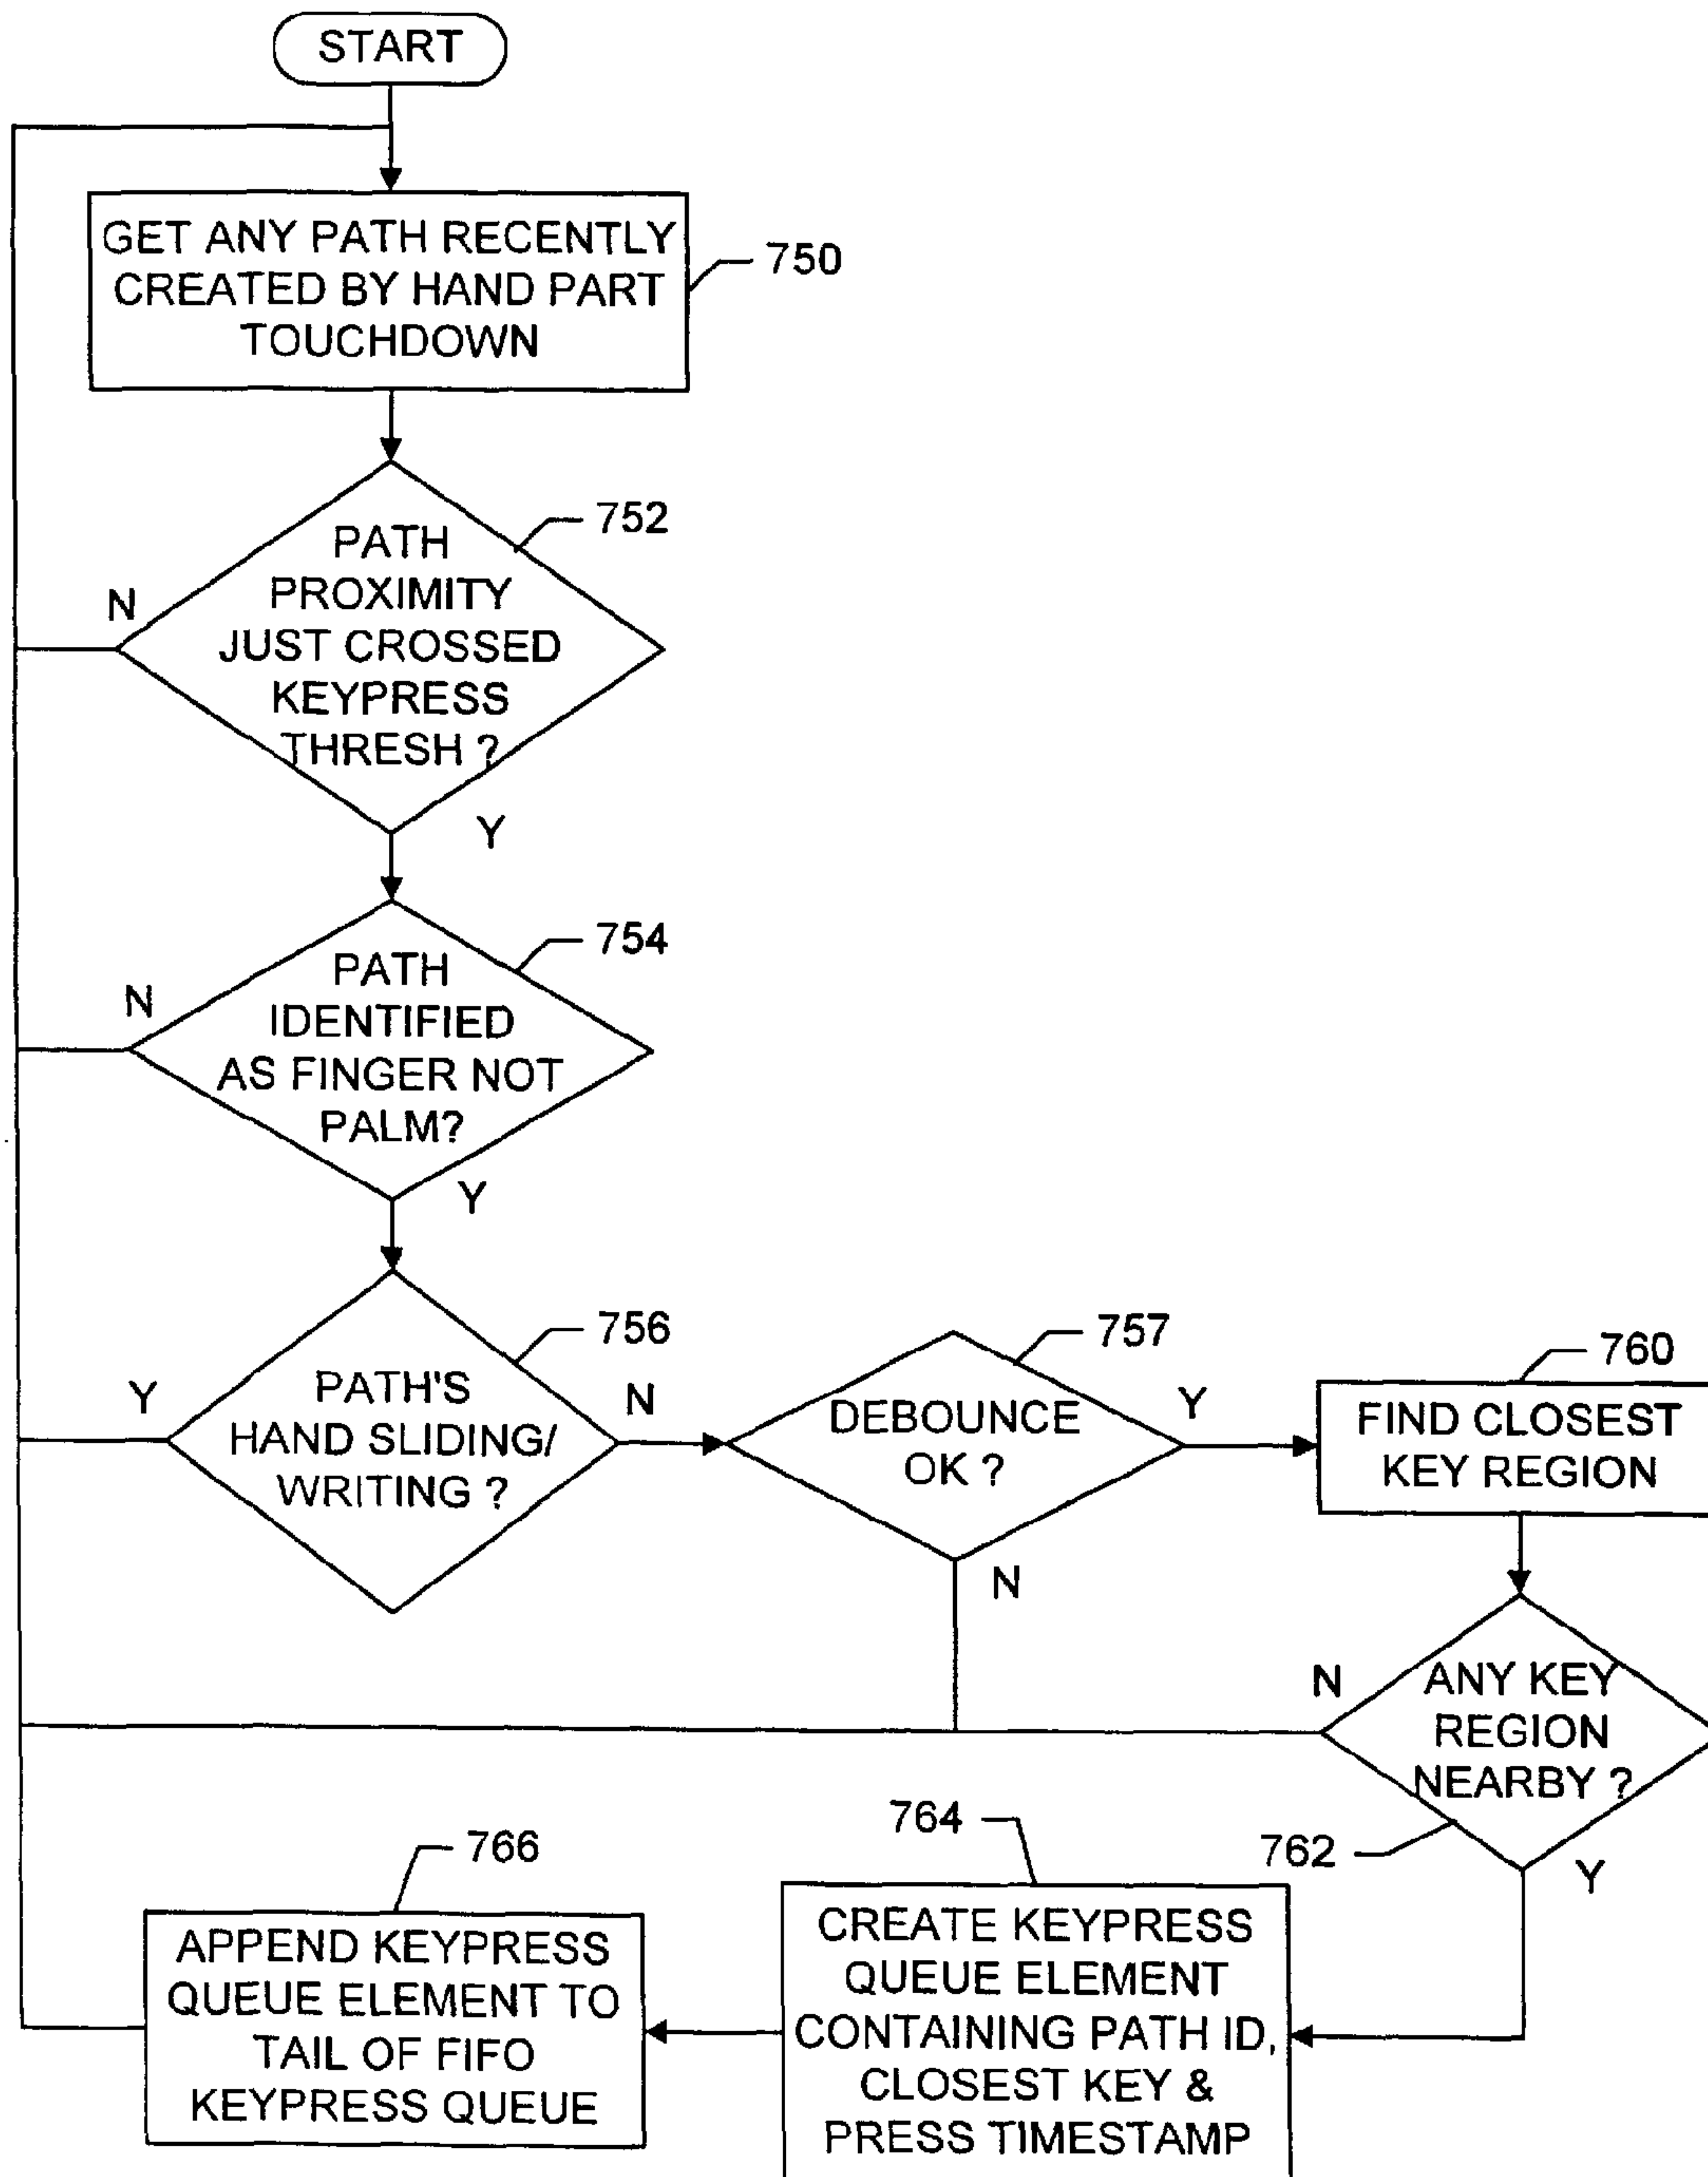 START
GET ANY PATH RECENTLY
CREATED BY HAND PART
TOUCHDOWN
750
752
PATH
PROXIMITY
JUST CROSSED
KEYPRESS
THRESH ?
N
Y
754
PATH
IDENTIFIED
AS FINGER NOT
PALM?
N
Y
756
PATH'S
HAND SLIDING/
WRITING ?
Y
N
757
DEBOUNCE
OK ?
Y
N
760
FIND CLOSEST
KEY REGION
ANY KEY
REGION
NEARBY ?
N
762
Y
764
CREATE KEYPRESS
QUEUE ELEMENT
CONTAINING PATH ID,
CLOSEST KEY &
PRESS TIMESTAMP
766
APPEND KEYPRESS
QUEUE ELEMENT TO
TAIL OF FIFO
KEYPRESS QUEUE